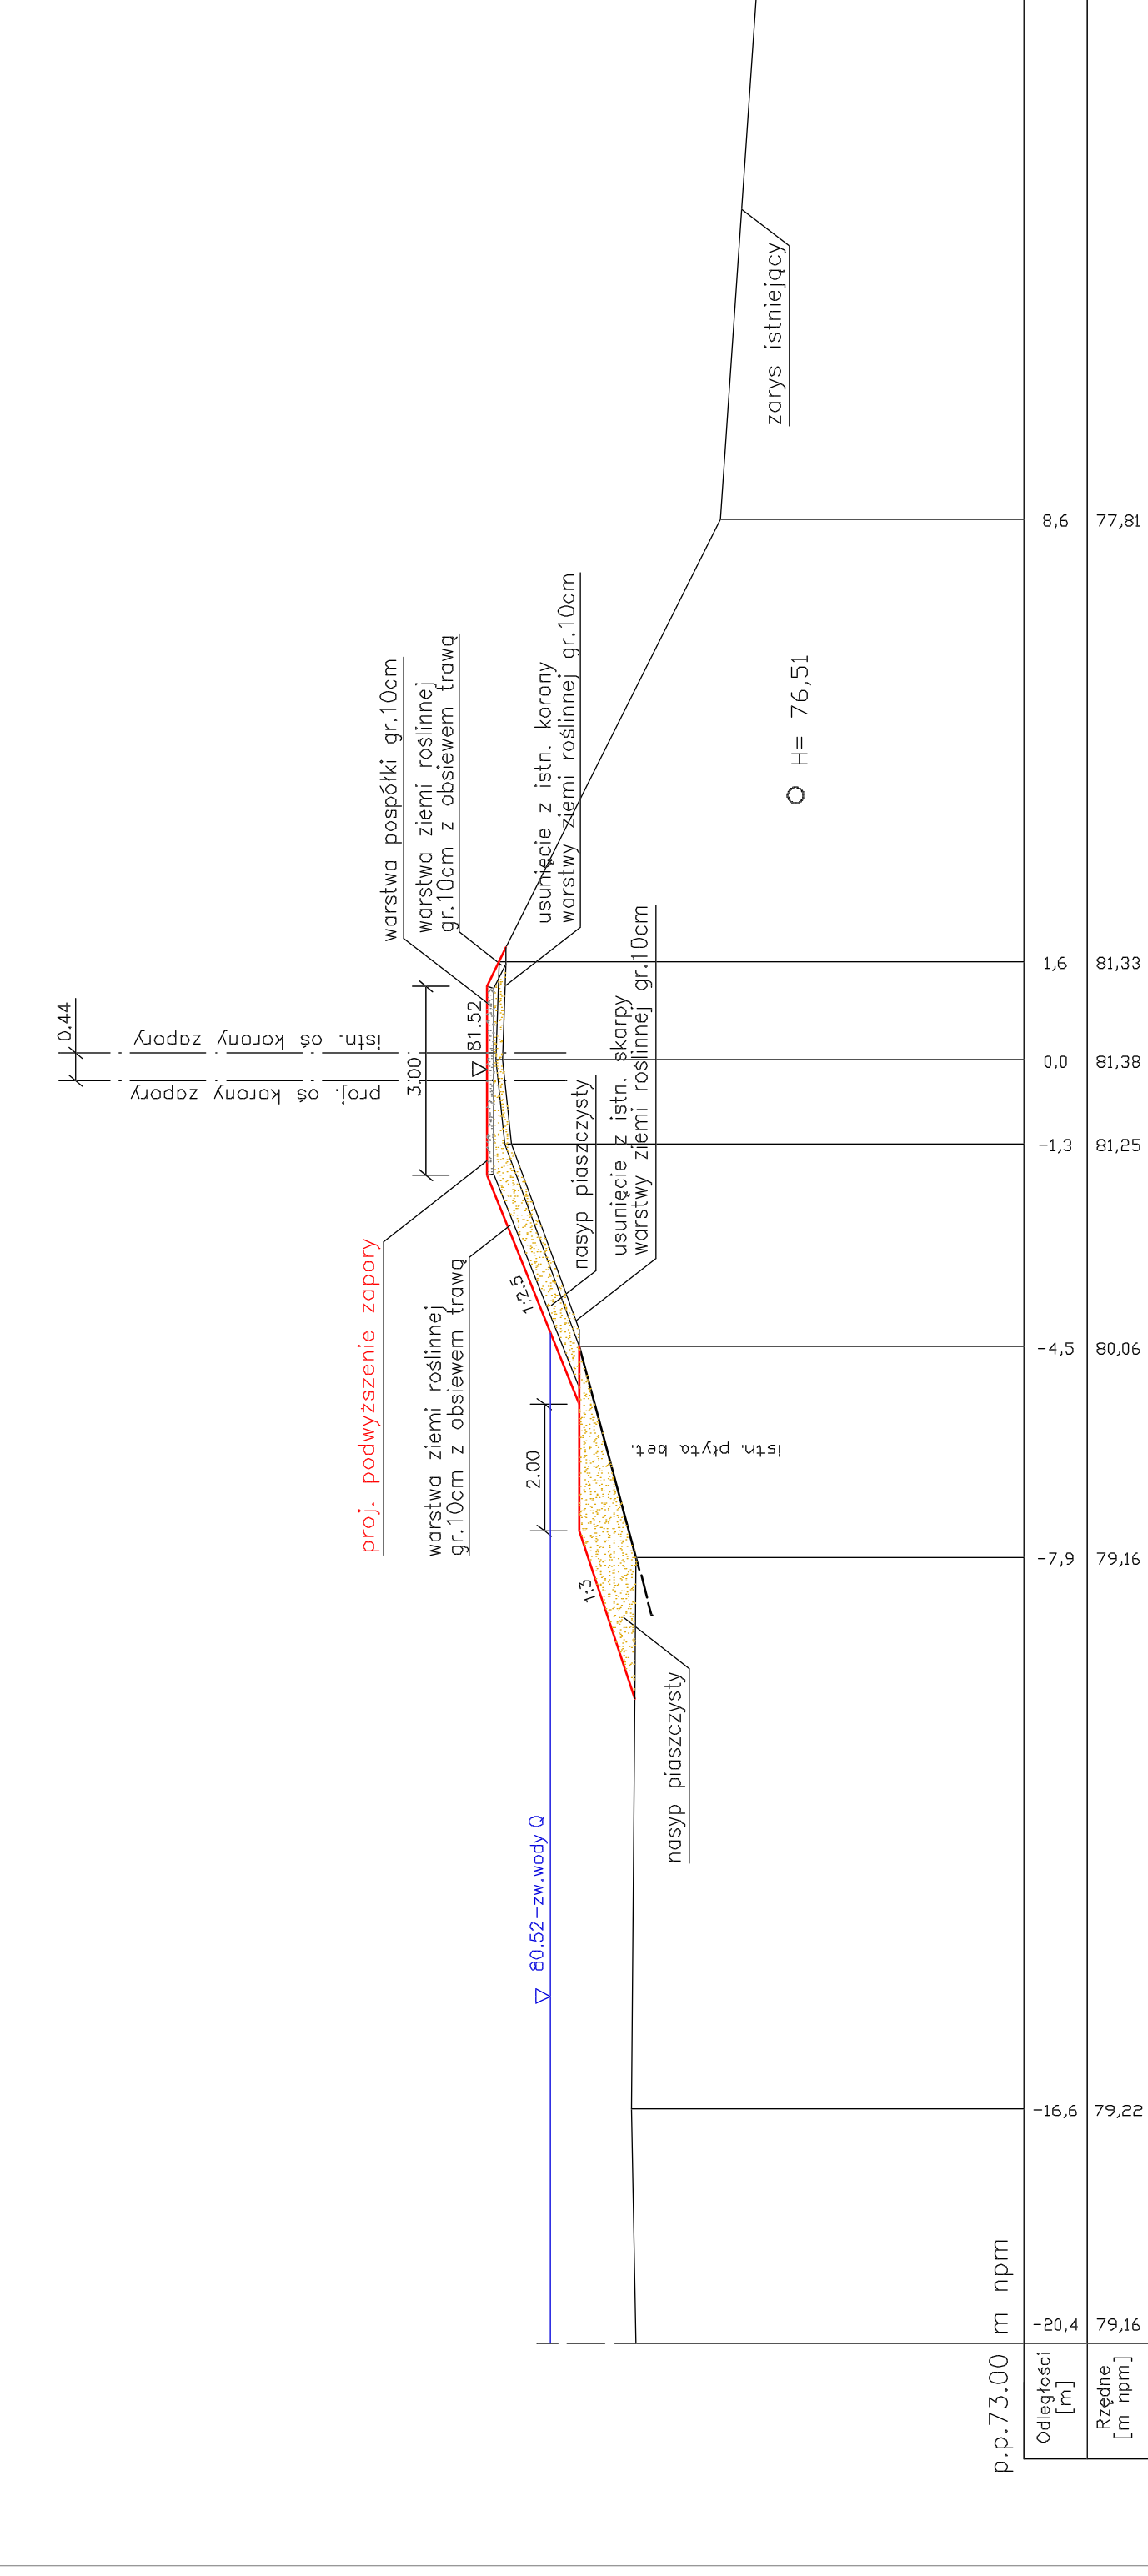 0.44
proj. oś korony zapory
istn. oś korony zapory
proj. podwyższenie zapory
warstwa pospółki gr.10cm
warstwa ziemi roślinnej
gr.10cm z obsiewem trawą
3.00
81.52
warstwa ziemi roślinnej
gr.10cm z obsiewem trawą
1:2.5
usunięcie z istn. korony
warstwy ziemi roślinnej gr.10cm
80.52-zw.wody Q
2.00
nasyp piaszczysty
1:3
usunięcie z istn. skarpy
warstwy ziemi roślinnej gr.10cm
istn. płyta bet.
nasyp piaszczysty
zarys istniejący
H= 76,51
p.p.73.00 m npm
Odległości
[m]
-20,4
-16,6
-7,9
-4,5
-1,3
0,0
1,6
8,6
Rzędne
[m npm]
79,16
79,22
79,16
80,06
81,25
81,38
81,33
77,81